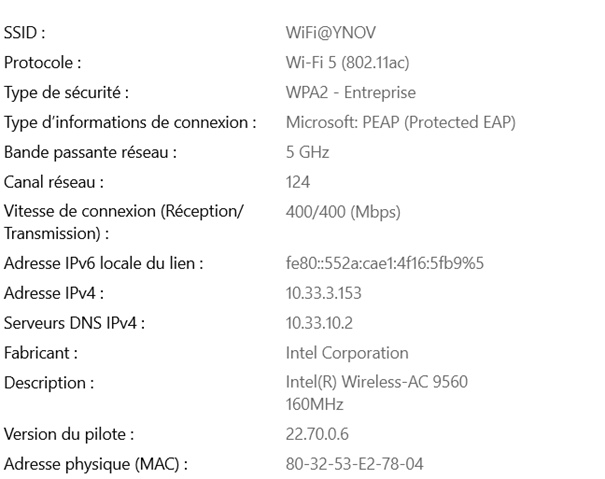 SSID : WiFi@YNOV
Protocole : Wi-Fi 5 (802.11ac)
Type de sécurité : WPA2 - Entreprise
Type d’informations de connexion : Microsoft: PEAP (Protected EAP)
Bande passante réseau : 5 GHz
Canal réseau : 124
Vitesse de connexion (Réception/ 400/400 (Mbps)
Transmission) :
Adresse IPv6 locale du lien : fe80::552a:cae1:4f16:5fb9%5
Adresse IPv4 : 10.33.3.153
Serveurs DNS IPv4 : 10.33.10.2
Fabricant : Intel Corporation
Description : Intel(R) Wireless-AC 9560
160MHz
Version du pilote : 22.70.0.6
Adresse physique (MAC) : 80-32-53-E2-78-04